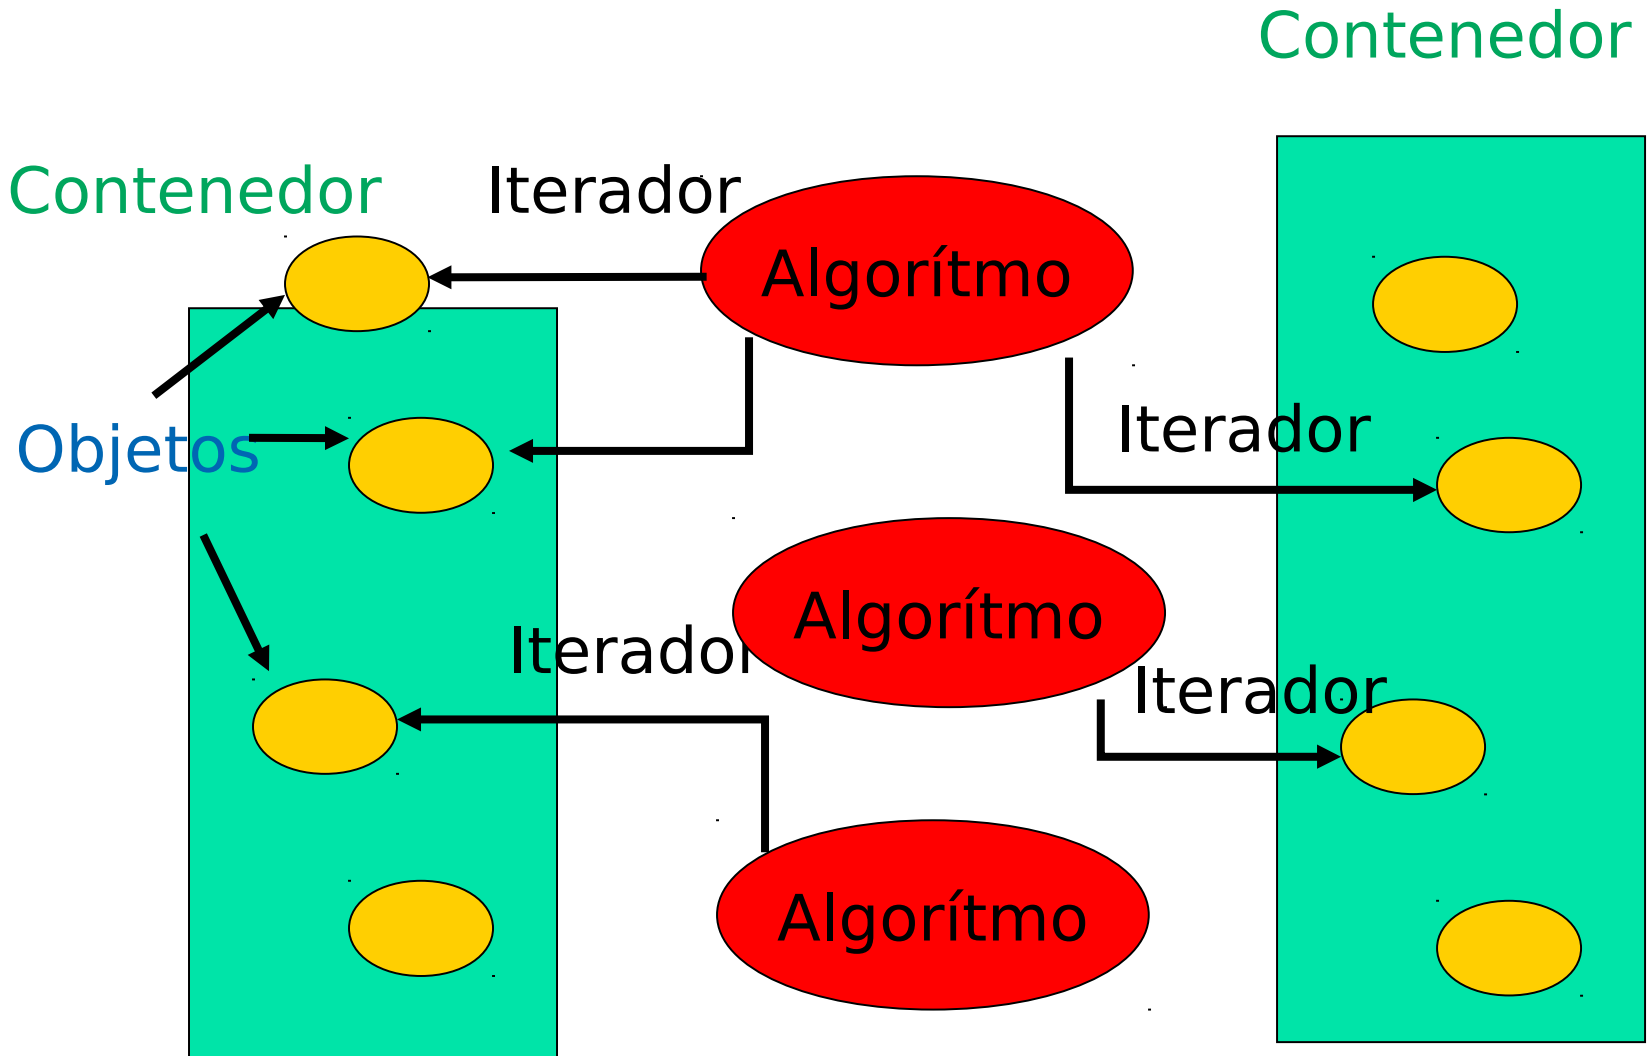 Contenedor
Contenedor
Iterador
Algorítmo
Iterador
Objetos
Algorítmo
Iterador
Iterador
Algorítmo